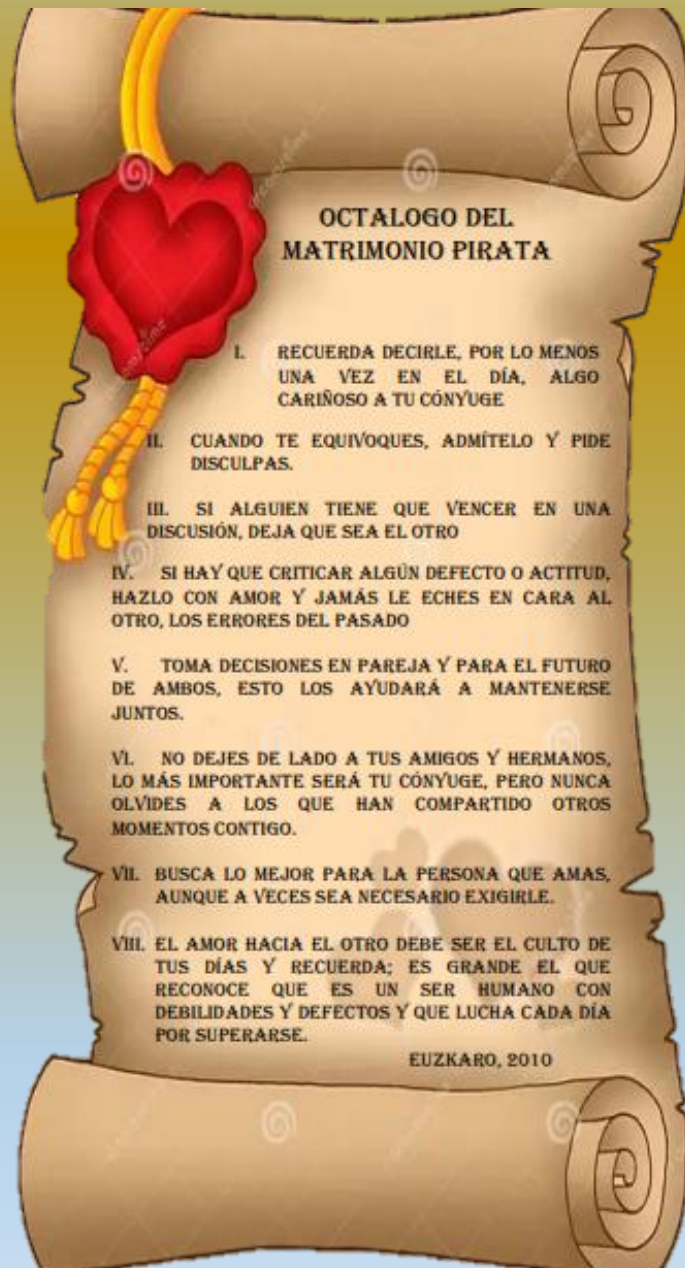 OCTALOGO DEL
MATRIMONIO PIRATA
I. RECUERDA DECIRLE, POR LO MENOS
UNA VEZ EN EL DÍA, ALGO
CARIÑOSO A TU CÓNYUGE
II. CUANDO TE EQUIVOQUES, ADMÍTELO Y PIDE
DISCULPAS.
III. SI ALGUIEN TIENE QUE VENCER EN UNA
DISCUSIÓN, DEJA QUE SEA EL OTRO
IV. SI HAY QUE CRITICAR ALGÚN DEFECTO O ACTITUD,
HAZLO CON AMOR Y JAMÁS LE ECHES EN CARA AL
OTRO, LOS ERRORES DEL PASADO
V. TOMA DECISIONES EN PAREJA Y PARA EL FUTURO
DE AMBOS, ESTO LOS AYUDARÁ A MANTENERSE
JUNTOS.
VI. NO DEJES DE LADO A TUS AMIGOS Y HERMANOS,
LO MÁS IMPORTANTE SERÁ TU CÓNYUGE, PERO NUNCA
OLVIDES A LOS QUE HAN COMPARTIDO OTROS
MOMENTOS CONTIGO.
VII. BUSCA LO MEJOR PARA LA PERSONA QUE AMAS,
AUNQUE A VECES SEA NECESARIO EXIGIRLE.
VIII. EL AMOR HACIA EL OTRO DEBE SER EL CULTO DE
TUS DÍAS Y RECUERDA; ES GRANDE EL QUE
RECONOCE QUE ES UN SER HUMANO CON
DEBILIDADES Y DEFECTOS Y QUE LUCHA CADA DÍA
POR SUPERARSE.
EUZKARO, 2010